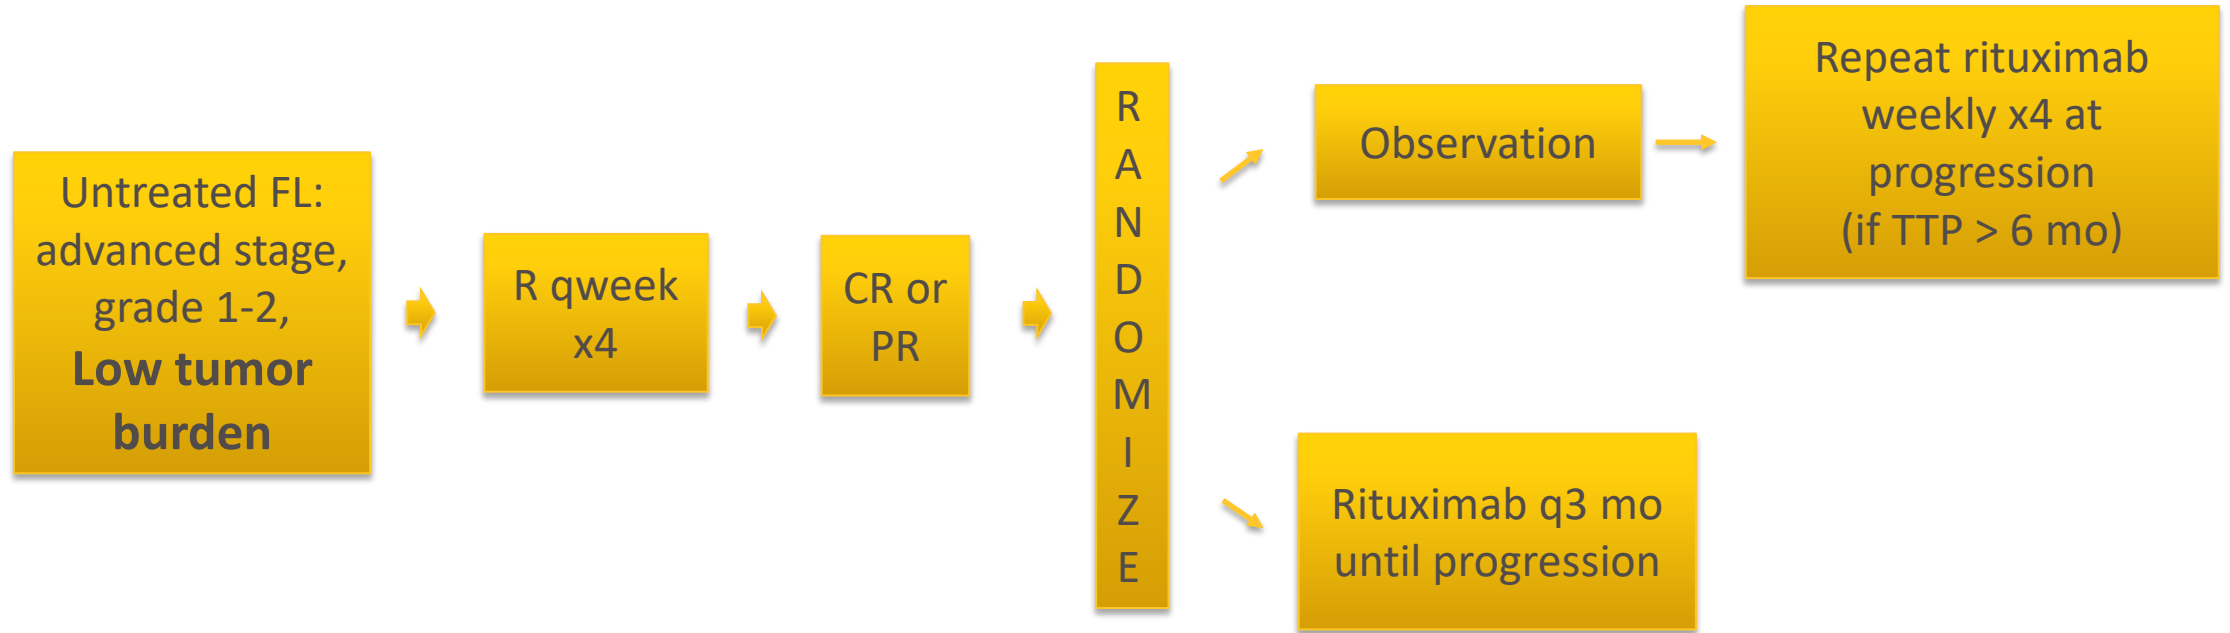 Untreated FL:
advanced stage,
grade 1-2,
Low tumor
burden
R qweek
x4
CR or
PR
R
A
N
D
O
M
I
Z
E
Observation
Repeat rituximab
weekly x4 at
progression
(if TTP > 6 mo)
Rituximab q3 mo
until progression